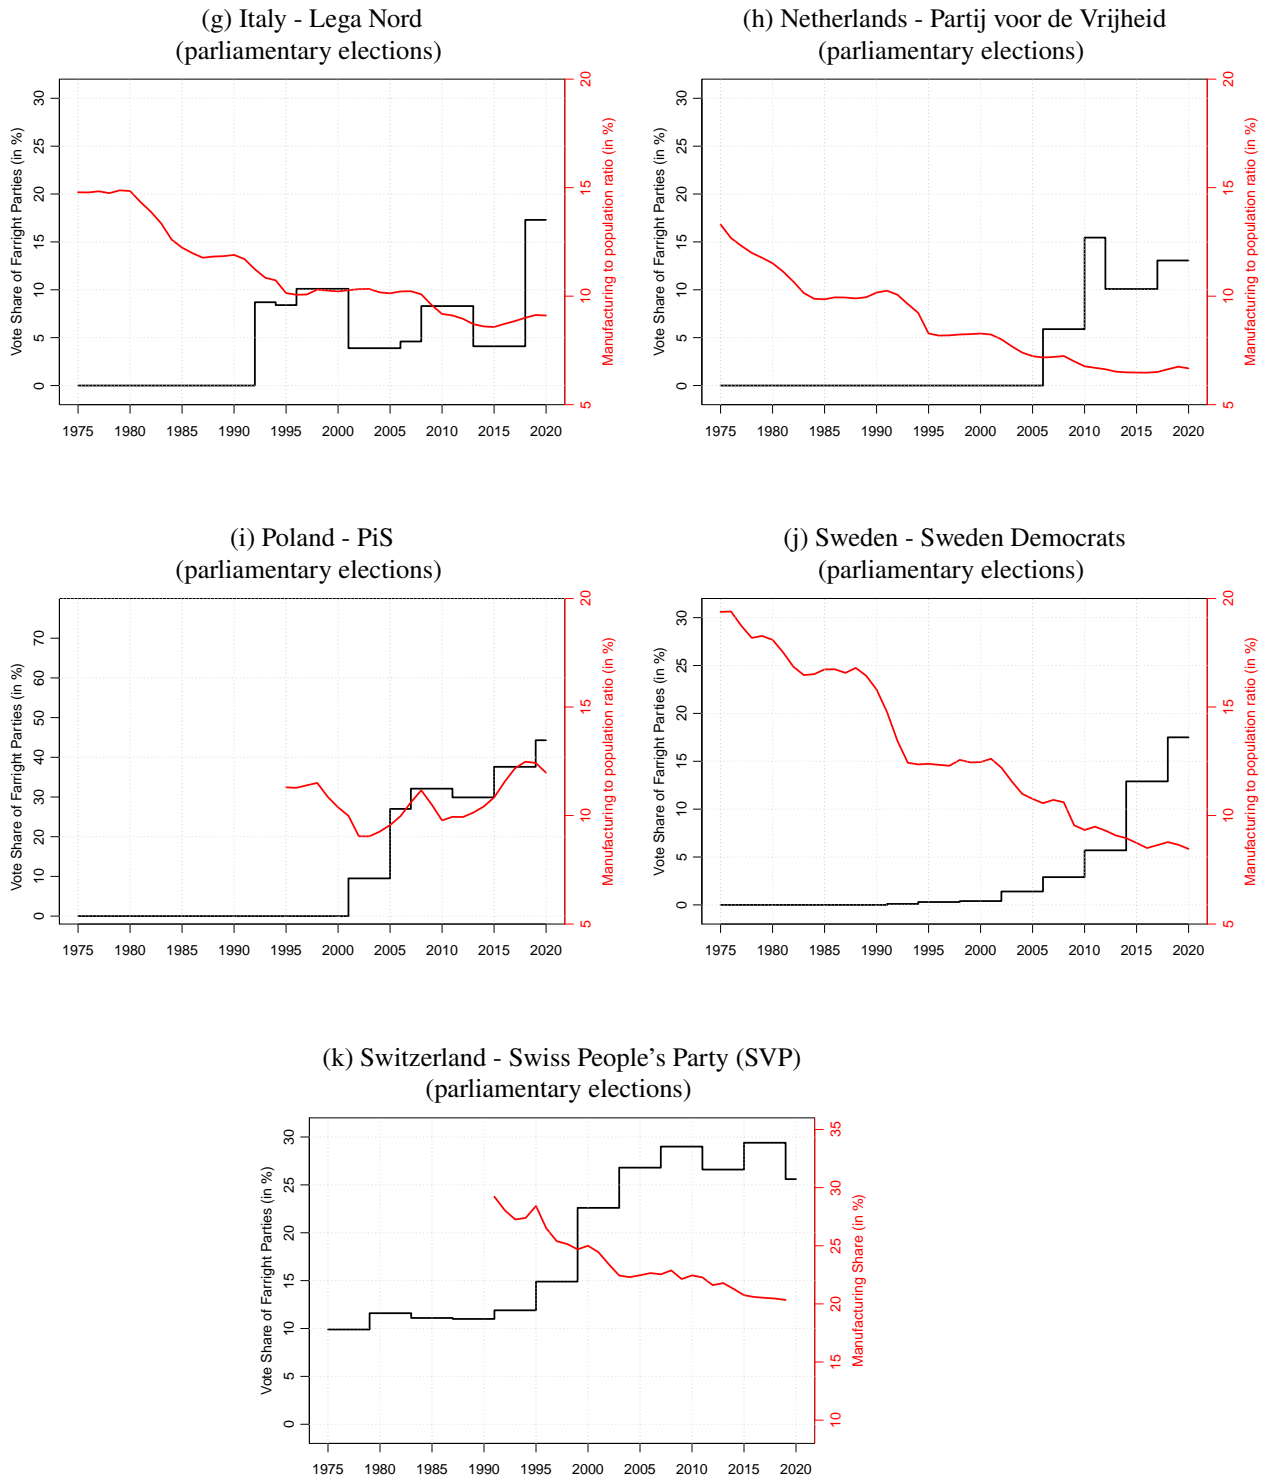 (g) Italy - Lega Nord
(parliamentary elections)
Vote Share of Farright Parties (in %)
0 5 10 15 20 25 30
Manufacturing to population ratio (in %)
5 10 15 20
1975 1980 1985 1990 1995 2000 2005 2010 2015 2020
(h) Netherlands - Partij voor de Vrijheid
(parliamentary elections)
Vote Share of Farright Parties (in %)
0 5 10 15 20 25 30
Manufacturing to population ratio (in %)
5 10 15 20
1975 1980 1985 1990 1995 2000 2005 2010 2015 2020
(i) Poland - PiS
(parliamentary elections)
Vote Share of Farright Parties (in %)
0 10 20 30 40 50 60 70
Manufacturing to population ratio (in %)
5 10 15 20
1975 1980 1985 1990 1995 2000 2005 2010 2015 2020
(j) Sweden - Sweden Democrats
(parliamentary elections)
Vote Share of Farright Parties (in %)
0 5 10 15 20 25 30
Manufacturing to population ratio (in %)
5 10 15 20
1975 1980 1985 1990 1995 2000 2005 2010 2015 2020
(k) Switzerland - Swiss People's Party (SVP)
(parliamentary elections)
Vote Share of Farright Parties (in %)
0 5 10 15 20 25 30
Manufacturing Share (in %)
10 15 20 25 30 35
1975 1980 1985 1990 1995 2000 2005 2010 2015 2020